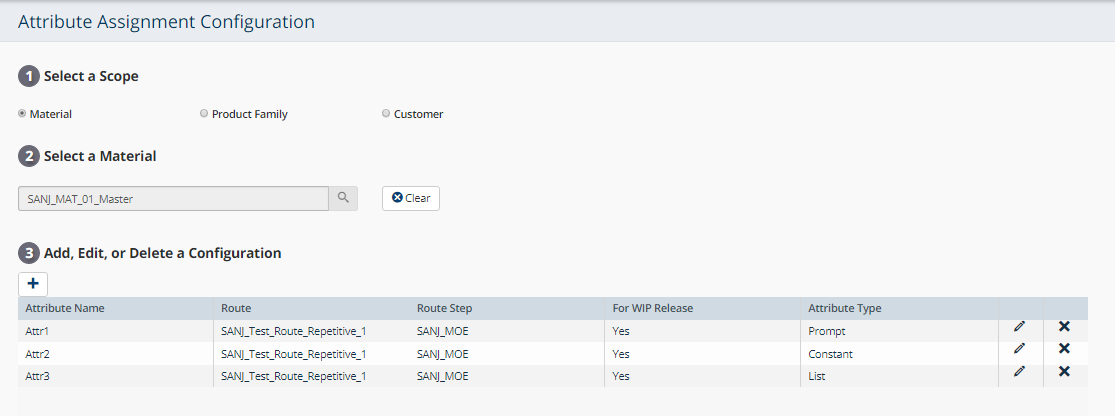 Attribute Assignment Configuration
1 Select a Scope
Material Product Family Customer
2 Select a Material
SANJ_MAT_01_Master Clear
3 Add, Edit, or Delete a Configuration
Attribute Name Route Route Step For WIP Release Attribute Type
Attr1 SANJ_Test_Route_Repetitive_1 SANJ_MOE Yes Prompt
Attr2 SANJ_Test_Route_Repetitive_1 SANJ_MOE Yes Constant
Attr3 SANJ_Test_Route_Repetitive_1 SANJ_MOE Yes List